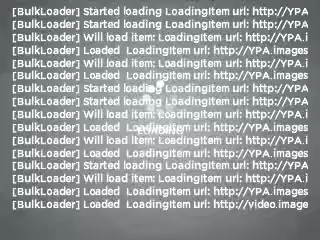 [BulkLoader] Started loading LoadingItem url: http://YPA
[BulkLoader] Started loading LoadingItem url: http://YPA
[BulkLoader] Will load item: LoadingItem url: http://YPA.i
[BulkLoader] Loaded  LoadingItem url: http://YPA.images
[BulkLoader] Will load item: LoadingItem url: http://YPA.i
[BulkLoader] Loaded  LoadingItem url: http://YPA.images
[BulkLoader] Started loading LoadingItem url: http://YPA
[BulkLoader] Started loading LoadingItem url: http://YPA
[BulkLoader] Will load item: LoadingItem url: http://YPA.i
[BulkLoader] Loaded  LoadingItem url: http://YPA.images
LOADING
[BulkLoader] Will load item: LoadingItem url: http://YPA.i
[BulkLoader] Loaded  LoadingItem url: http://YPA.images
[BulkLoader] Started loading LoadingItem url: http://YPA
[BulkLoader] Will load item: LoadingItem url: http://YPA.i
[BulkLoader] Loaded  LoadingItem url: http://YPA.images
[BulkLoader] Loaded  LoadingItem url: http://video.image